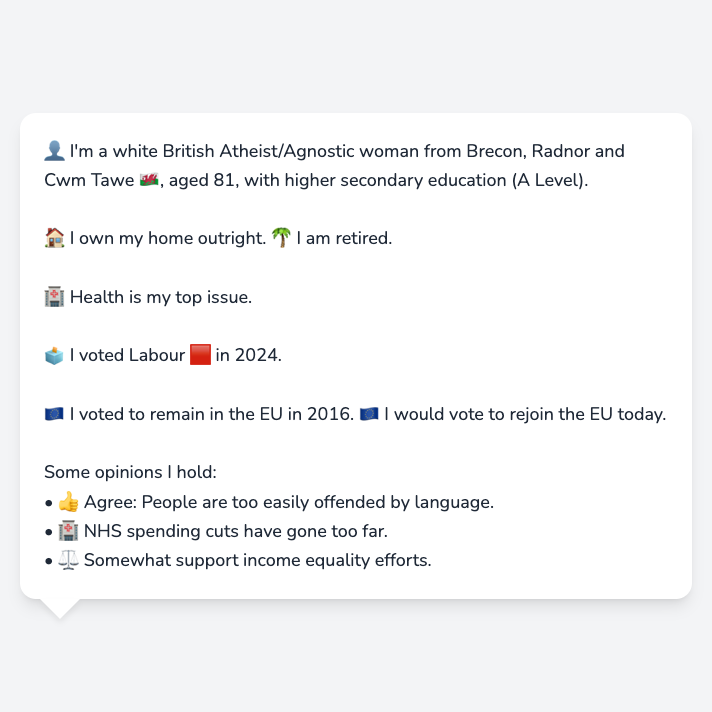 👤 I'm a white British Atheist/Agnostic woman from Brecon, Radnor and
Cwm Tawe 🏴󠁧󠁢󠁷󠁬󠁳󠁿, aged 81, with higher secondary education (A Level).
🏠 I own my home outright. 🌴 I am retired.
🏥 Health is my top issue.
🗳️ I voted Labour 🟥 in 2024.
🇪🇺 I voted to remain in the EU in 2016. 🇪🇺 I would vote to rejoin the EU today.
Some opinions I hold:
• 👍 Agree: People are too easily offended by language.
• 🏥 NHS spending cuts have gone too far.
• ⚖️ Somewhat support income equality efforts.